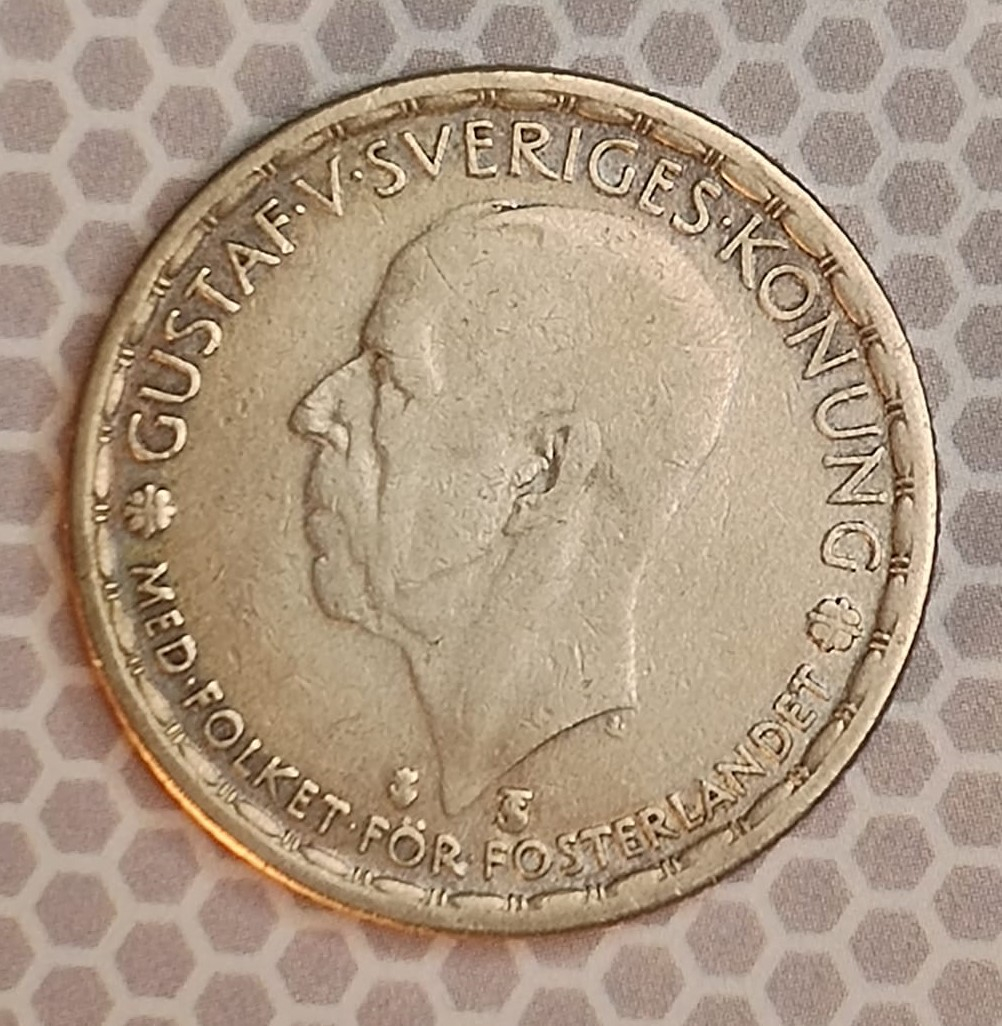 GUSTAF·V·SVERIGES·KONUNG
MED·FOLKET·FÖR·FOSTERLANDET